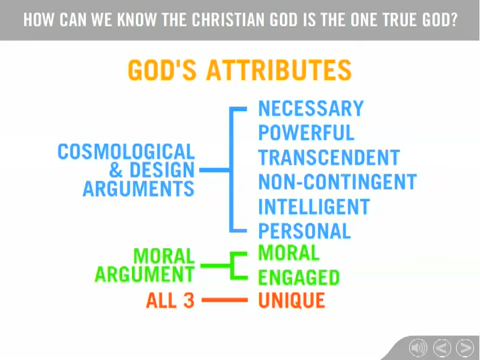 HOW CAN WE KNOW THE CHRISTIAN GOD IS THE ONE TRUE GOD?
GOD'S ATTRIBUTES
COSMOLOGICAL
& DESIGN
ARGUMENTS
NECESSARY
POWERFUL
TRANSCENDENT
NON-CONTINGENT
INTELLIGENT
PERSONAL
MORAL
ARGUMENT
MORAL
ENGAGED
ALL 3
UNIQUE